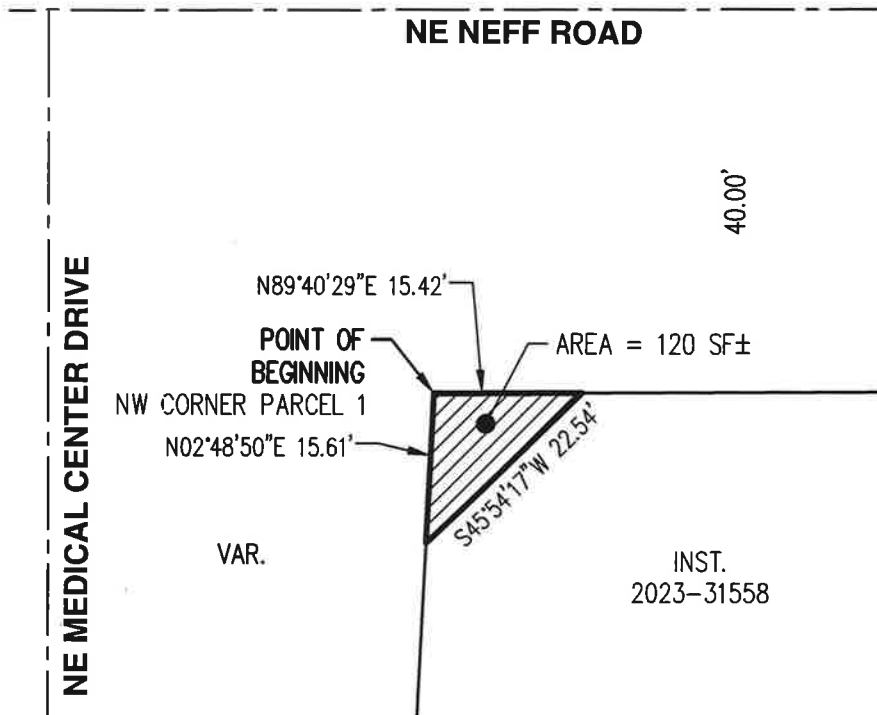 NE NEFF ROAD
40.00'
NE MEDICAL CENTER DRIVE
N89°40'29"E 15.42'
POINT OF
BEGINNING
NW CORNER PARCEL 1
AREA = 120 SF±
N02°48'50"E 15.61'
S45°54'17"W 22.54'
VAR.
INST.
2023-31558